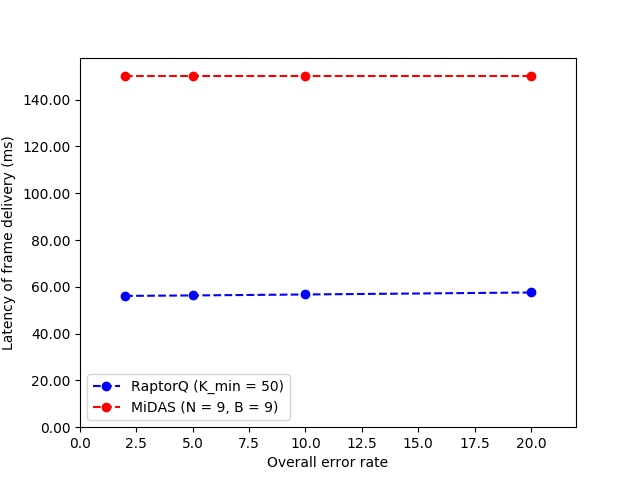 140.00
120.00
100.00
80.00
60.00
40.00
20.00
0.00
Latency of frame delivery (ms)
RaptorQ (K_min = 50)
MiDAS (N = 9, B = 9)
0.0 2.5 5.0 7.5 10.0 12.5 15.0 17.5 20.0
Overall error rate